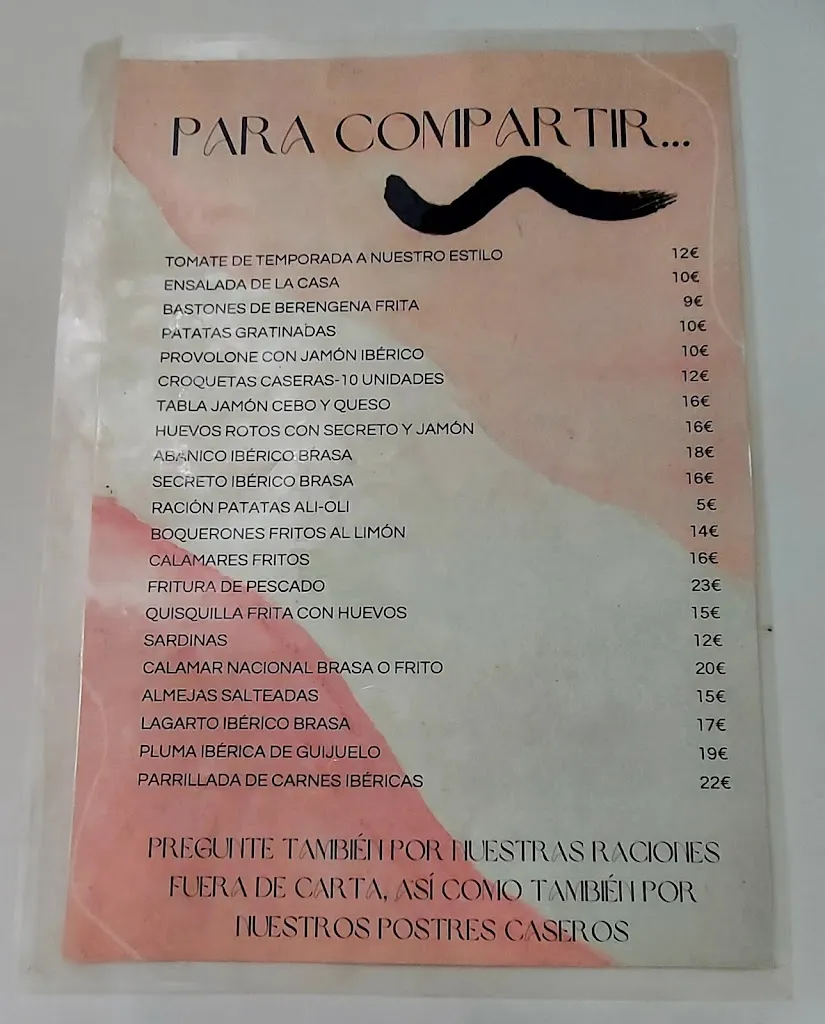 PARA COMPARTIR...
TOMATE DE TEMPORADA A NUESTRO ESTILO 12€
ENSALADA DE LA CASA 10€
BASTONES DE BERENGENA FRITA 9€
PATATAS GRATINADAS 10€
PROVOLONE CON JAMÓN IBÉRICO 10€
CROQUETAS CASERAS-10 UNIDADES 12€
TABLA JAMÓN CEBO Y QUESO 16€
HUEVOS ROTOS CON SECRETO Y JAMÓN 16€
ABANICO IBÉRICO BRASA 18€
SECRETO IBÉRICO BRASA 16€
RACIÓN PATATAS ALI-OLI 5€
BOQUERONES FRITOS AL LIMÓN 14€
CALAMARES FRITOS 16€
FRITURA DE PESCADO 23€
QUISQUILLA FRITA CON HUEVOS 15€
SARDINAS 12€
CALAMAR NACIONAL BRASA O FRITO 20€
ALMEJAS SALTEADAS 15€
LAGARTO IBÉRICO BRASA 17€
PLUMA IBÉRICA DE GUIJUELO 19€
PARRILLADA DE CARNES IBÉRICAS 22€
PREGUNTE TAMBIÉN POR NUESTRAS RACIONES
FUERA DE CARTA, ASÍ COMO TAMBIÉN POR
NUESTROS POSTRES CASEROS